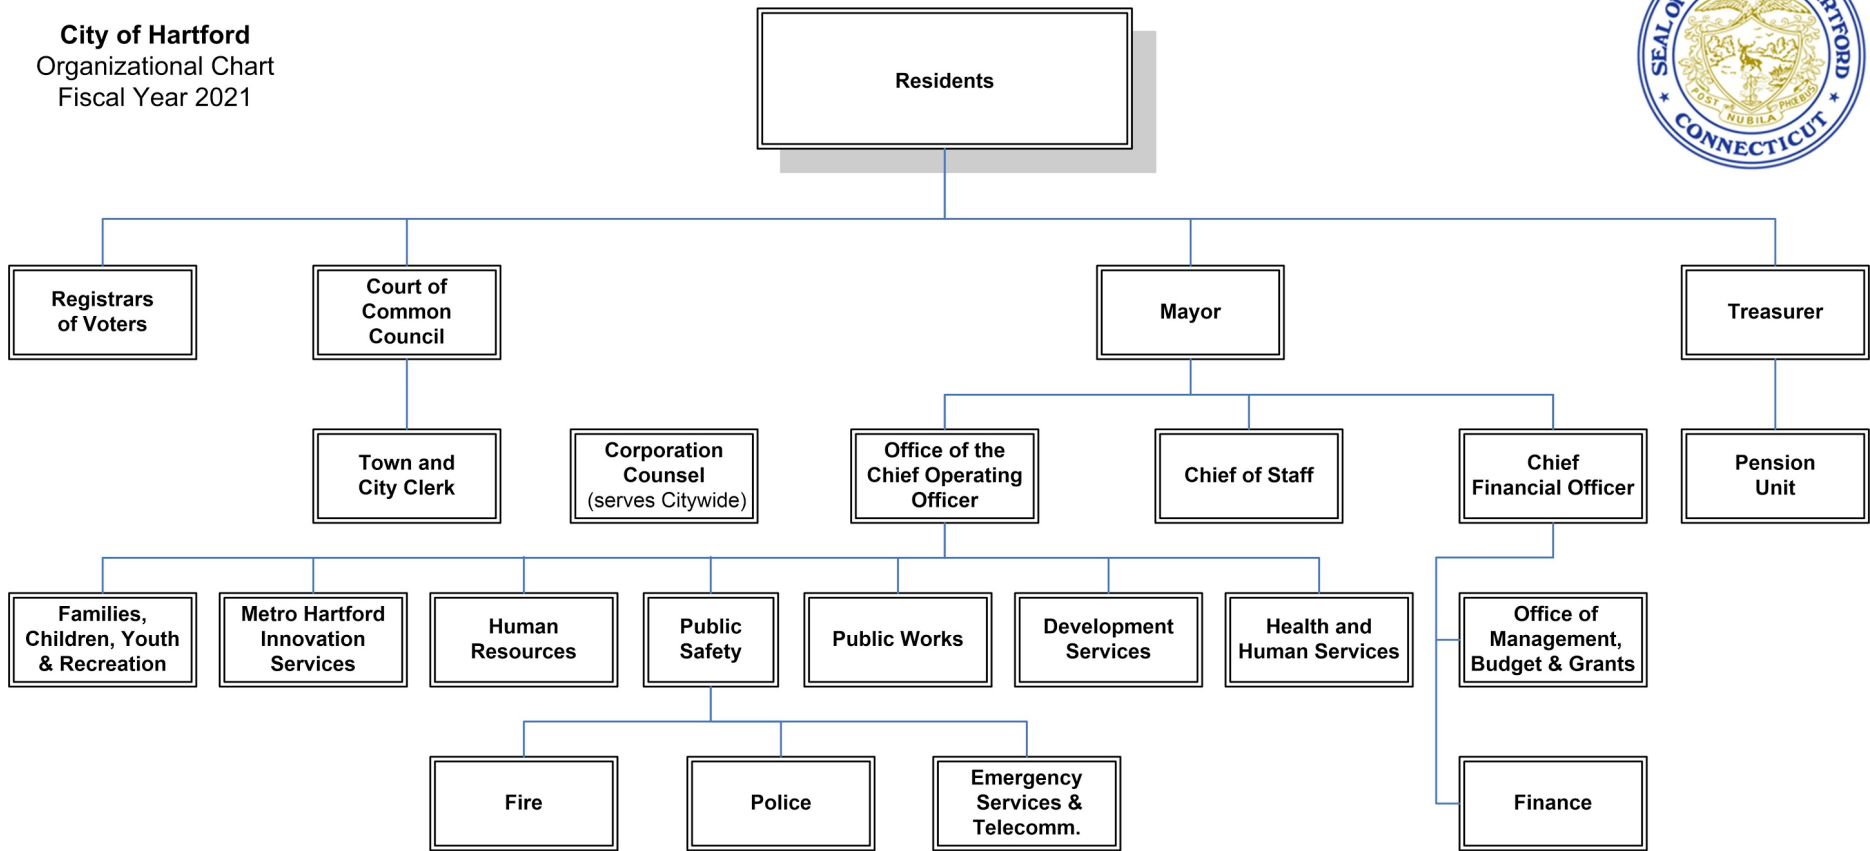 City of Hartford
Organizational Chart
Fiscal Year 2021
Residents
SEAL O
RTFORD
CONNECTICUT
POST
NUBILA
PHŒBUS
Registrars
of Voters
Court of
Common
Council
Mayor
Treasurer
Town and
City Clerk
Corporation
Counsel
(serves Citywide)
Office of the
Chief Operating
Officer
Chief of Staff
Chief
Financial Officer
Pension
Unit
Families,
Children, Youth
& Recreation
Metro Hartford
Innovation
Services
Human
Resources
Public
Safety
Public Works
Development
Services
Health and
Human Services
Office of
Management,
Budget & Grants
Fire
Police
Emergency
Services &
Telecomm.
Finance